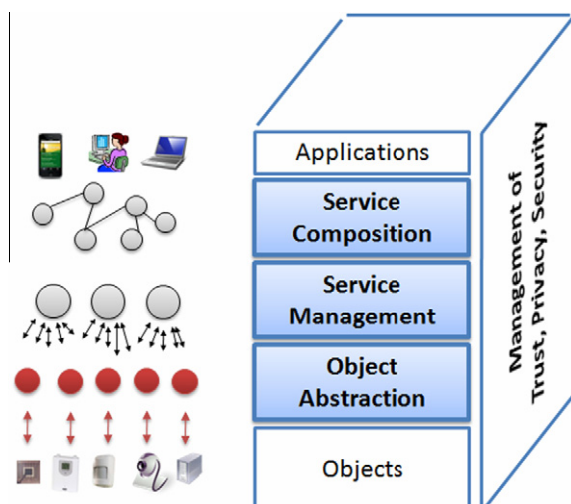 Applications
Service
Composition
Service
Management
Object
Abstraction
Objects
Management of
Trust, Privacy, Security